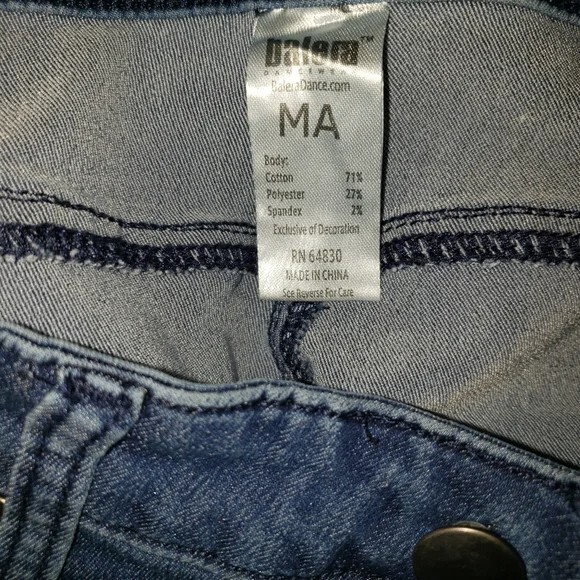 Balera™
DANCEWEAR
BaleraDance.com
MA
Body:
Cotton 71%
Polyester 27%
Spandex 2%
Exclusive of Decoration
RN 64830
MADE IN CHINA
See Reverse For Care